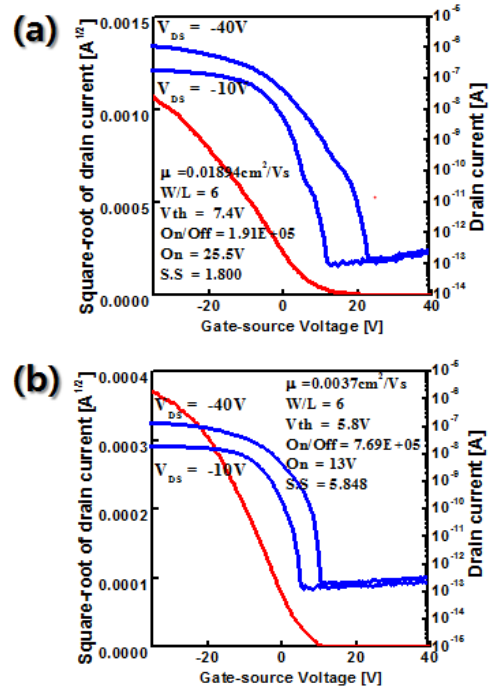 (a)
Square-root of drain current [A^1/2]
0.0015
0.0010
0.0005
0.0000
V_DS = -40V
V_DS = -10V
μ =0.01894cm²/Vs
W/L = 6
Vth = 7.4V
On/Off = 1.91E+05
On = 25.5V
S.S = 1.800
10⁻⁶
10⁻⁷
10⁻⁸
10⁻⁹
10⁻¹⁰
10⁻¹¹
10⁻¹²
10⁻¹³
10⁻¹⁴
Drain current [A]
-20 0 20 40
Gate-source Voltage [V]
(b)
Square-root of drain current [A^1/2]
0.0004
0.0003
0.0002
0.0001
0.0000
V_DS = -40V
V_DS = -10V
μ =0.0037cm²/Vs
W/L = 6
Vth = 5.8V
On/Off = 7.69E+05
On = 13V
S.S = 5.848
10⁻⁶
10⁻⁷
10⁻⁸
10⁻⁹
10⁻¹⁰
10⁻¹¹
10⁻¹²
10⁻¹³
10⁻¹⁴
10⁻¹⁵
10⁻¹⁶
Drain current [A]
-20 0 20 40
Gate-source Voltage [V]